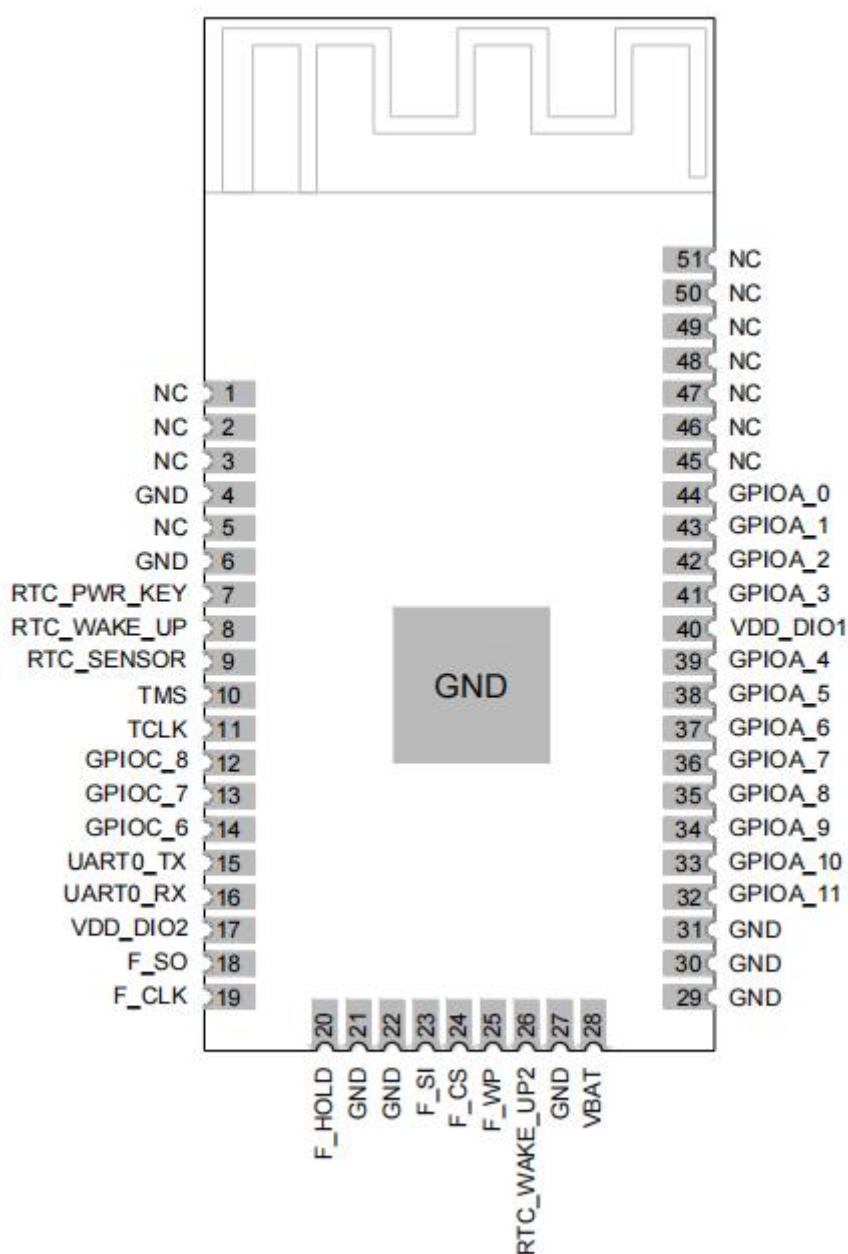 51 NC
50 NC
49 NC
48 NC
NC 1 47 NC
NC 2 46 NC
NC 3 45 NC
GND 4 44 GPIOA_0
NC 5 43 GPIOA_1
GND 6 42 GPIOA_2
RTC_PWR_KEY 7 41 GPIOA_3
RTC_WAKE_UP 8 40 VDD_DIO1
RTC_SENSOR 9 39 GPIOA_4
TMS 10 GND 38 GPIOA_5
TCLK 11 37 GPIOA_6
GPIOC_8 12 36 GPIOA_7
GPIOC_7 13 35 GPIOA_8
GPIOC_6 14 34 GPIOA_9
UART0_TX 15 33 GPIOA_10
UART0_RX 16 32 GPIOA_11
VDD_DIO2 17 31 GND
F_SO 18 30 GND
F_CLK 19 29 GND
20 21 22 23 24 25 26 27 28
F_HOLD GND GND F_SI F_CS F_WP RTC_WAKE_UP2 GND VBAT